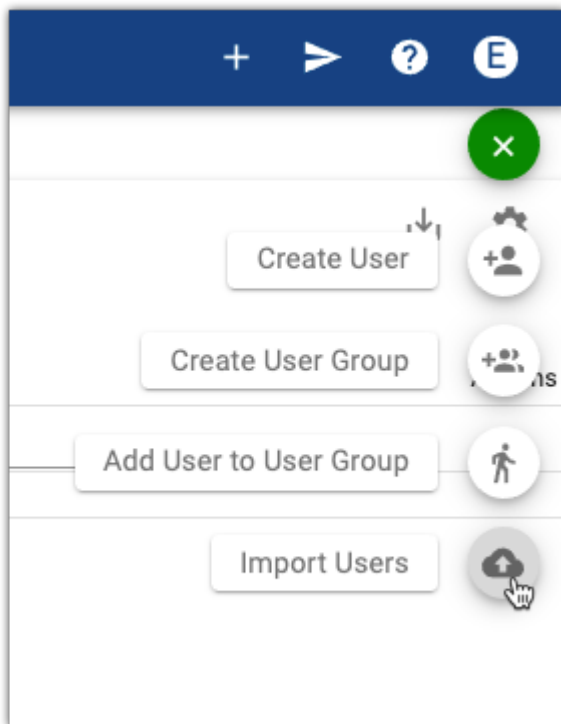 E
Create User
Create User Group
Add User to User Group
Import Users